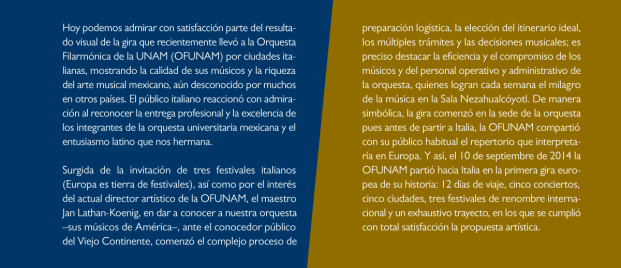 Hoy podemos admirar con satisfacción parte del resulta-
do visual de la gira que recientemente llevó a la Orquesta
Filarmónica de la UNAM (OFUNAM) por ciudades ita-
lianas, mostrando la calidad de sus músicos y la riqueza
del arte musical mexicano, aún desconocido por muchos
en otros países. El público italiano reaccionó con admira-
ción al reconocer la entrega profesional y la excelencia de
los integrantes de la orquesta universitaria mexicana y el
entusiasmo latino que nos hermana.
Surgida de la invitación de tres festivales italianos
(Europa es tierra de festivales), así como por el interés
del actual director artístico de la OFUNAM, el maestro
Jan Lathan-Koenig, en dar a conocer a nuestra orquesta
–sus músicos de América–, ante el conocedor público
del Viejo Continente, comenzó el complejo proceso de
preparación logística, la elección del itinerario ideal,
los múltiples trámites y las decisiones musicales; es
preciso destacar la eficiencia y el compromiso de los
músicos y del personal operativo y administrativo de
la orquesta, quienes logran cada semana el milagro
de la música en la Sala Nezahualcóyotl. De manera
simbólica, la gira comenzó en la sede de la orquesta
pues antes de partir a Italia, la OFUNAM compartió
con su público habitual el repertorio que interpreta-
ría en Europa. Y así, el 10 de septiembre de 2014 la
OFUNAM partió hacia Italia en la primera gira euro-
pea de su historia: 12 días de viaje, cinco conciertos,
cinco ciudades, tres festivales de renombre interna-
cional y un exhaustivo trayecto, en los que se cumplió
con total satisfacción la propuesta artística.